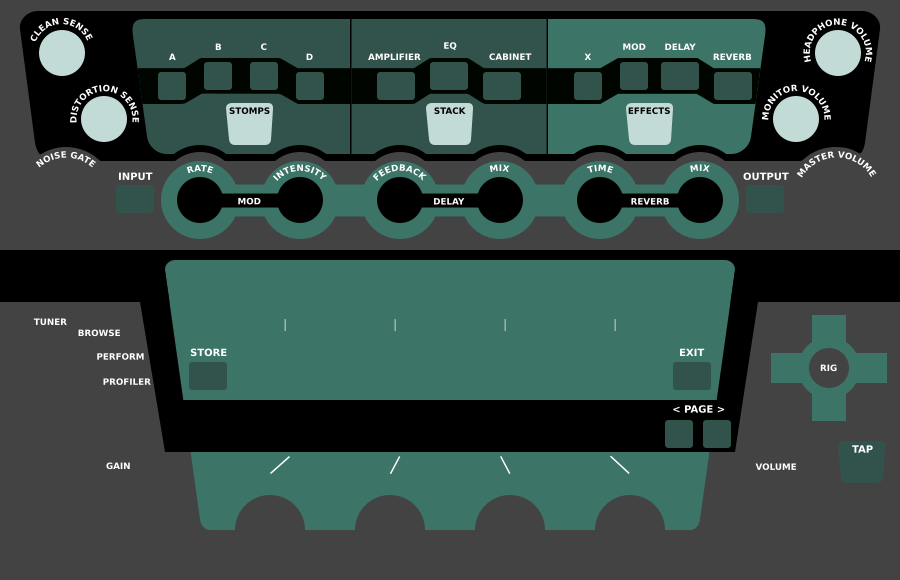 CLEAN SENSE
DISTORTION SENSE
NOISE GATE
A
B
C
D
STOMPS
AMPLIFIER
EQ
CABINET
STACK
X
MOD
DELAY
REVERB
EFFECTS
HEADPHONE VOLUME
MONITOR VOLUME
MASTER VOLUME
INPUT
RATE
INTENSITY
MOD
FEEDBACK
MIX
DELAY
TIME
MIX
REVERB
OUTPUT
TUNER
BROWSE
PERFORM
PROFILER
STORE
EXIT
< PAGE >
RIG
TAP
GAIN
VOLUME